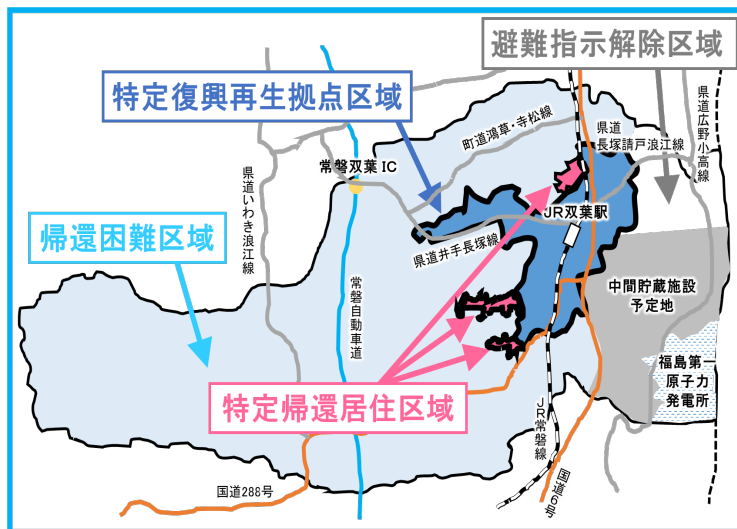 避難指示解除区域
特定復興再生拠点区域
県道広野小高線
町道鴻草・寺松線
県道
長塚請戸浪江線
常磐双葉 IC
県道いわき浪江線
JR双葉駅
帰還困難区域
県道井手長塚線
常磐自動車道
中間貯蔵施設
予定地
福島第一
原子力
発電所
特定帰還居住区域
JR常磐線
国道288号
国道6号